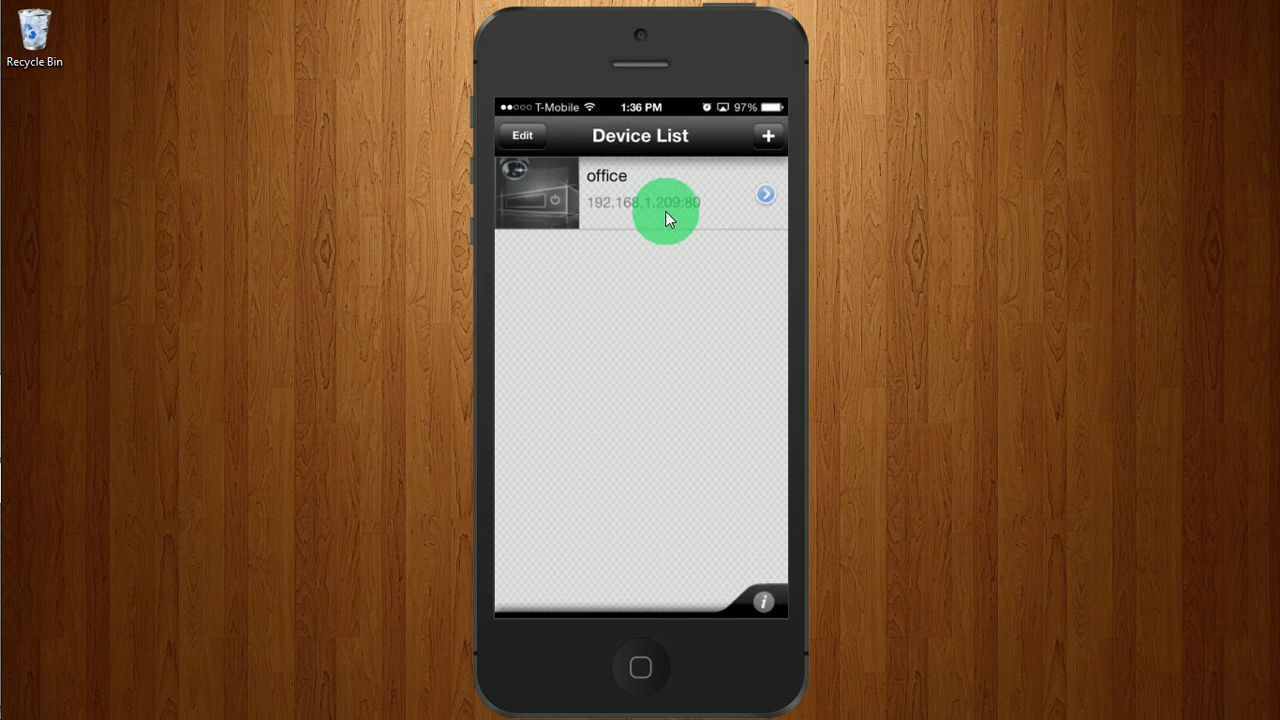 Recycle Bin
T-Mobile 1:36 PM 97%
Edit Device List +
office
192.168.1.209:80
i